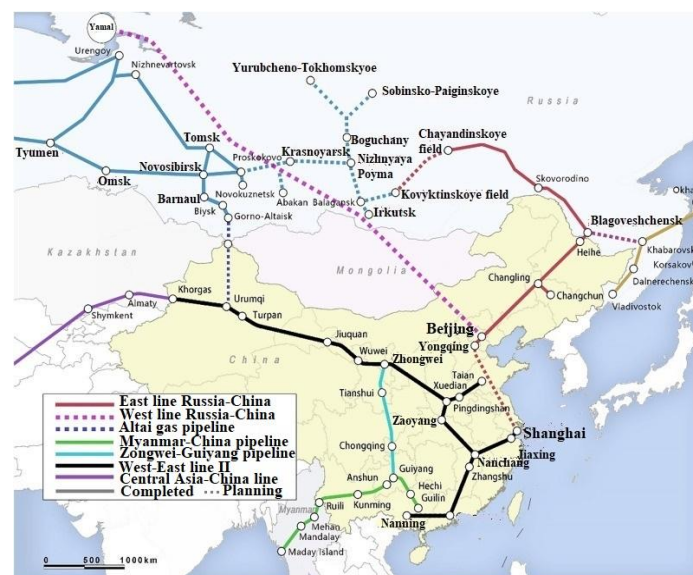 Yamal
Urengoy
Nizhnevartovsk
Yurubcheno-Tokhomskyoe
Sobinsko-Paiginskoye
Russia
Tyumen
Tomsk
Boguchany
Chayandinskoye
field
Omsk
Novosibirsk
Proskokovo
Krasnoyarsk
Nizhnyaya
Poyma
Skovorodino
Barnaul
Novokuznetsk
Abakan
Balagansk
Kovyktinskoye field
Biysk
Gorno-Altaisk
Irkutsk
Blagoveshchensk
Kazakhstan
Heihe
Khabarovsk
Korsakov
Dalnerechensk
Vladivostok
Mongolia
Khorgas
Changling
Changchun
Almaty
Shymkent
Urumqi
Turpan
Beijing
Yongqing
Jiuquan
Wuwei
Zhongwei
China
Taian
Xuedian
Tianshui
Pingdingshan
Zaoyang
East line Russia-China
West line Russia-China
Altai gas pipeline
Myanmar-China pipeline
Zongwei-Guiyang pipeline
West-East line II
Central Asia-China line
Completed
Planning
Shanghai
Jiaxing
Chongqing
Nanchang
Zhangshu
Anshun
Guiyang
Hechi
Guilin
Myanmar
Ruili
Kunming
Mehan
Mandalay
Nanning
Maday Island
0 500 1000km